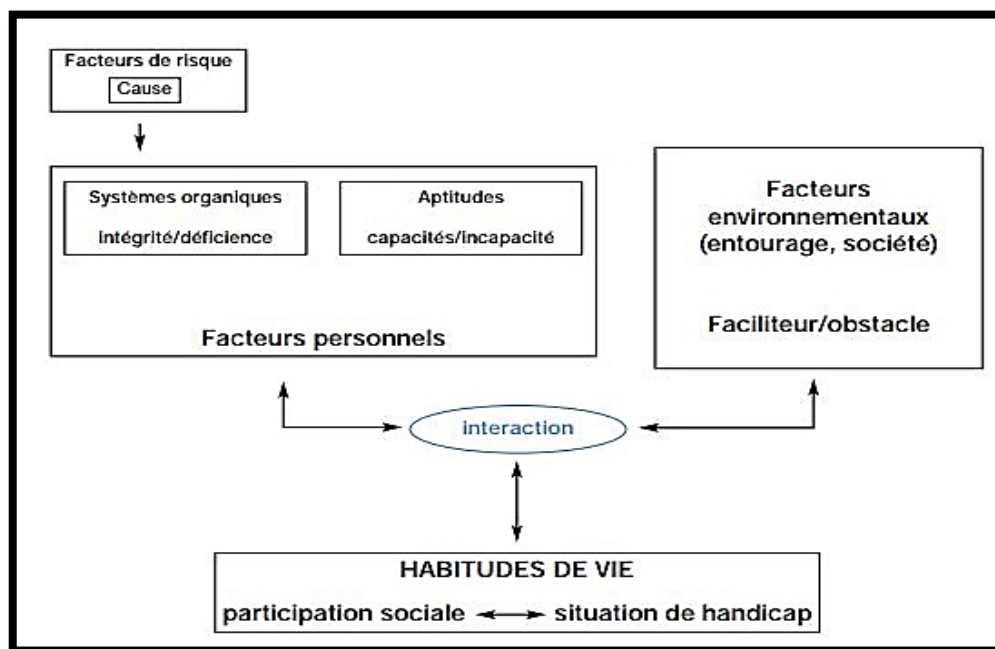 Facteurs de risque
Cause
Systèmes organiques
intégrité/déficience
Aptitudes
capacités/incapacité
Facteurs personnels
Facteurs
environnementaux
(entourage, société)
Faciliteur/obstacle
interaction
HABITUDES DE VIE
participation sociale situation de handicap